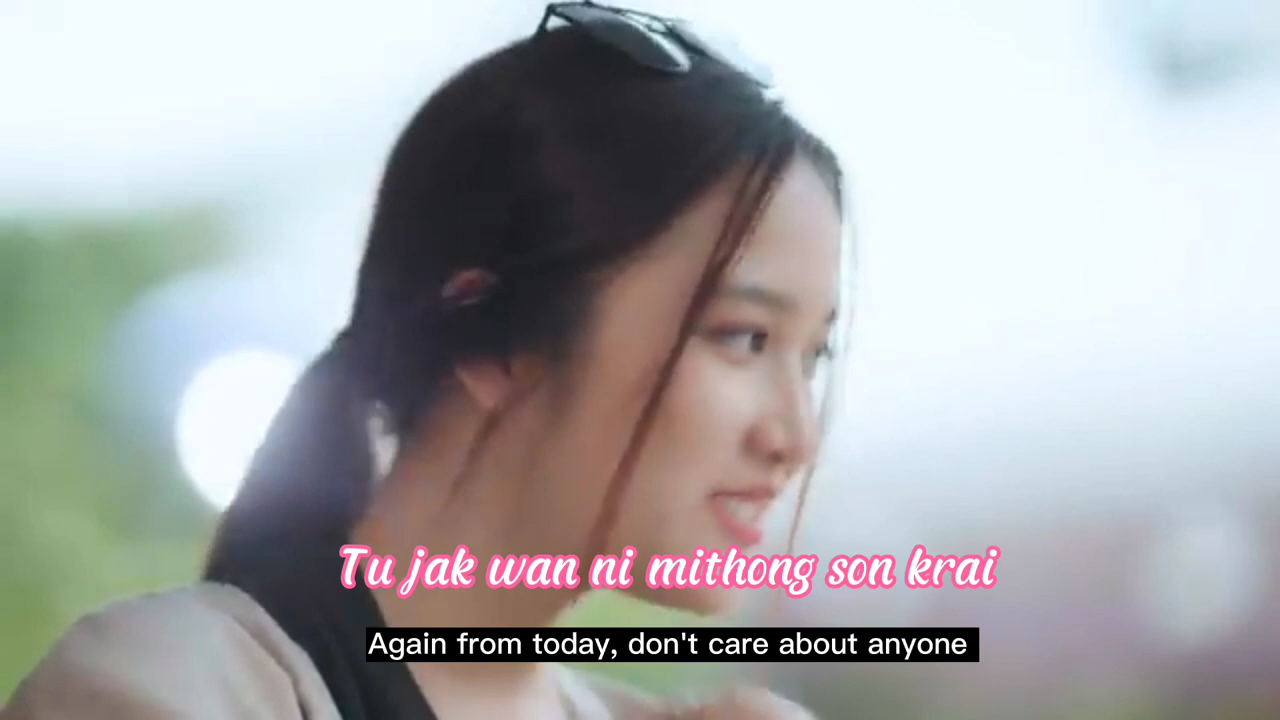 Tu jak wan ni mithong son krai
Again from today, don't care about anyone